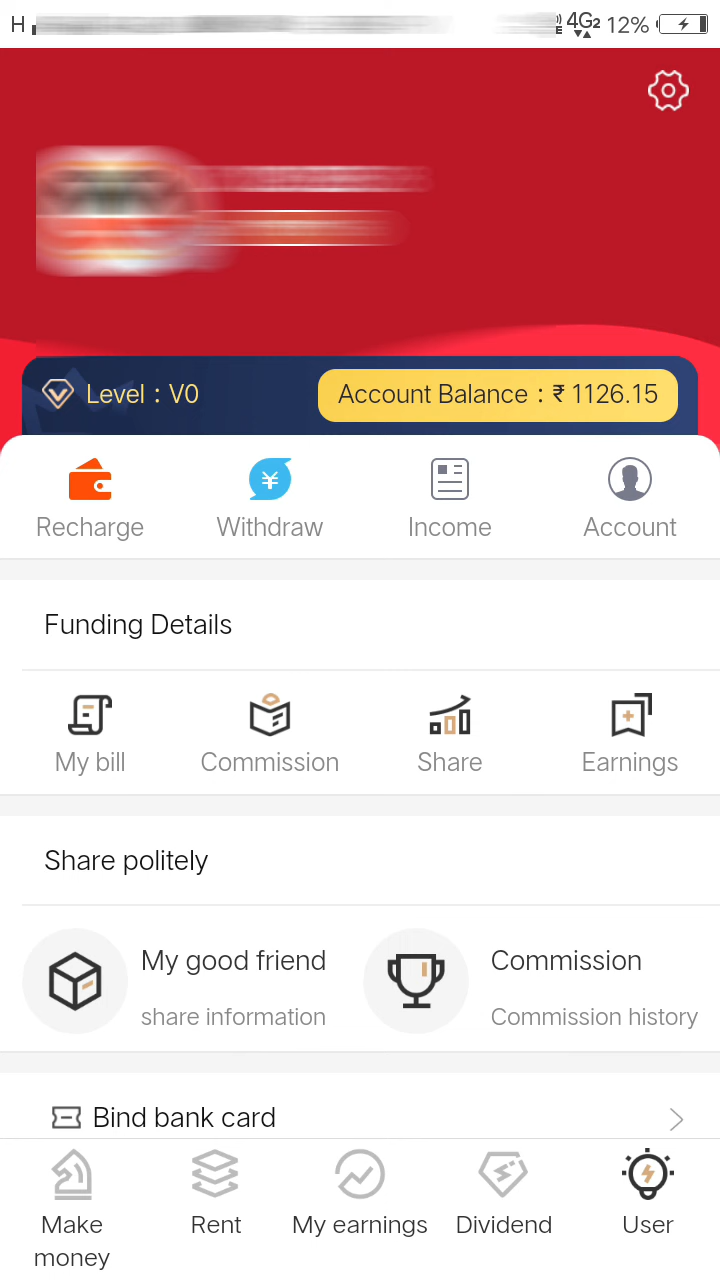 H 4G2 12%
Level : V0
Account Balance : ₹ 1126.15
Recharge Withdraw Income Account
Funding Details
My bill Commission Share Earnings
Share politely
My good friend
share information
Commission
Commission history
Bind bank card
Make money
Rent
My earnings
Dividend
User